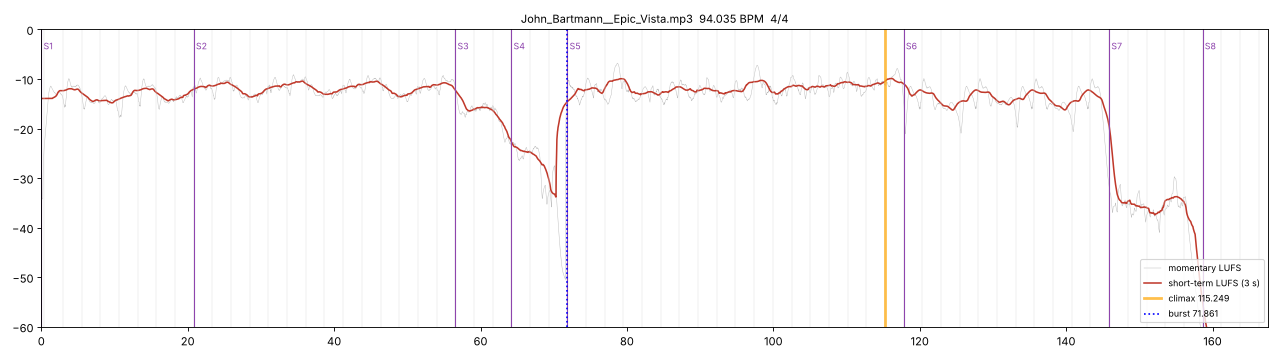 John_Bartmann__Epic_Vista.mp3 94.035 BPM 4/4
S1 S2 S3 S4 S5 S6 S7 S8
0
−10
−20
−30
−40
−50
−60
momentary LUFS
short-term LUFS (3 s)
climax 115.249
burst 71.861
0 20 40 60 80 100 120 140 160